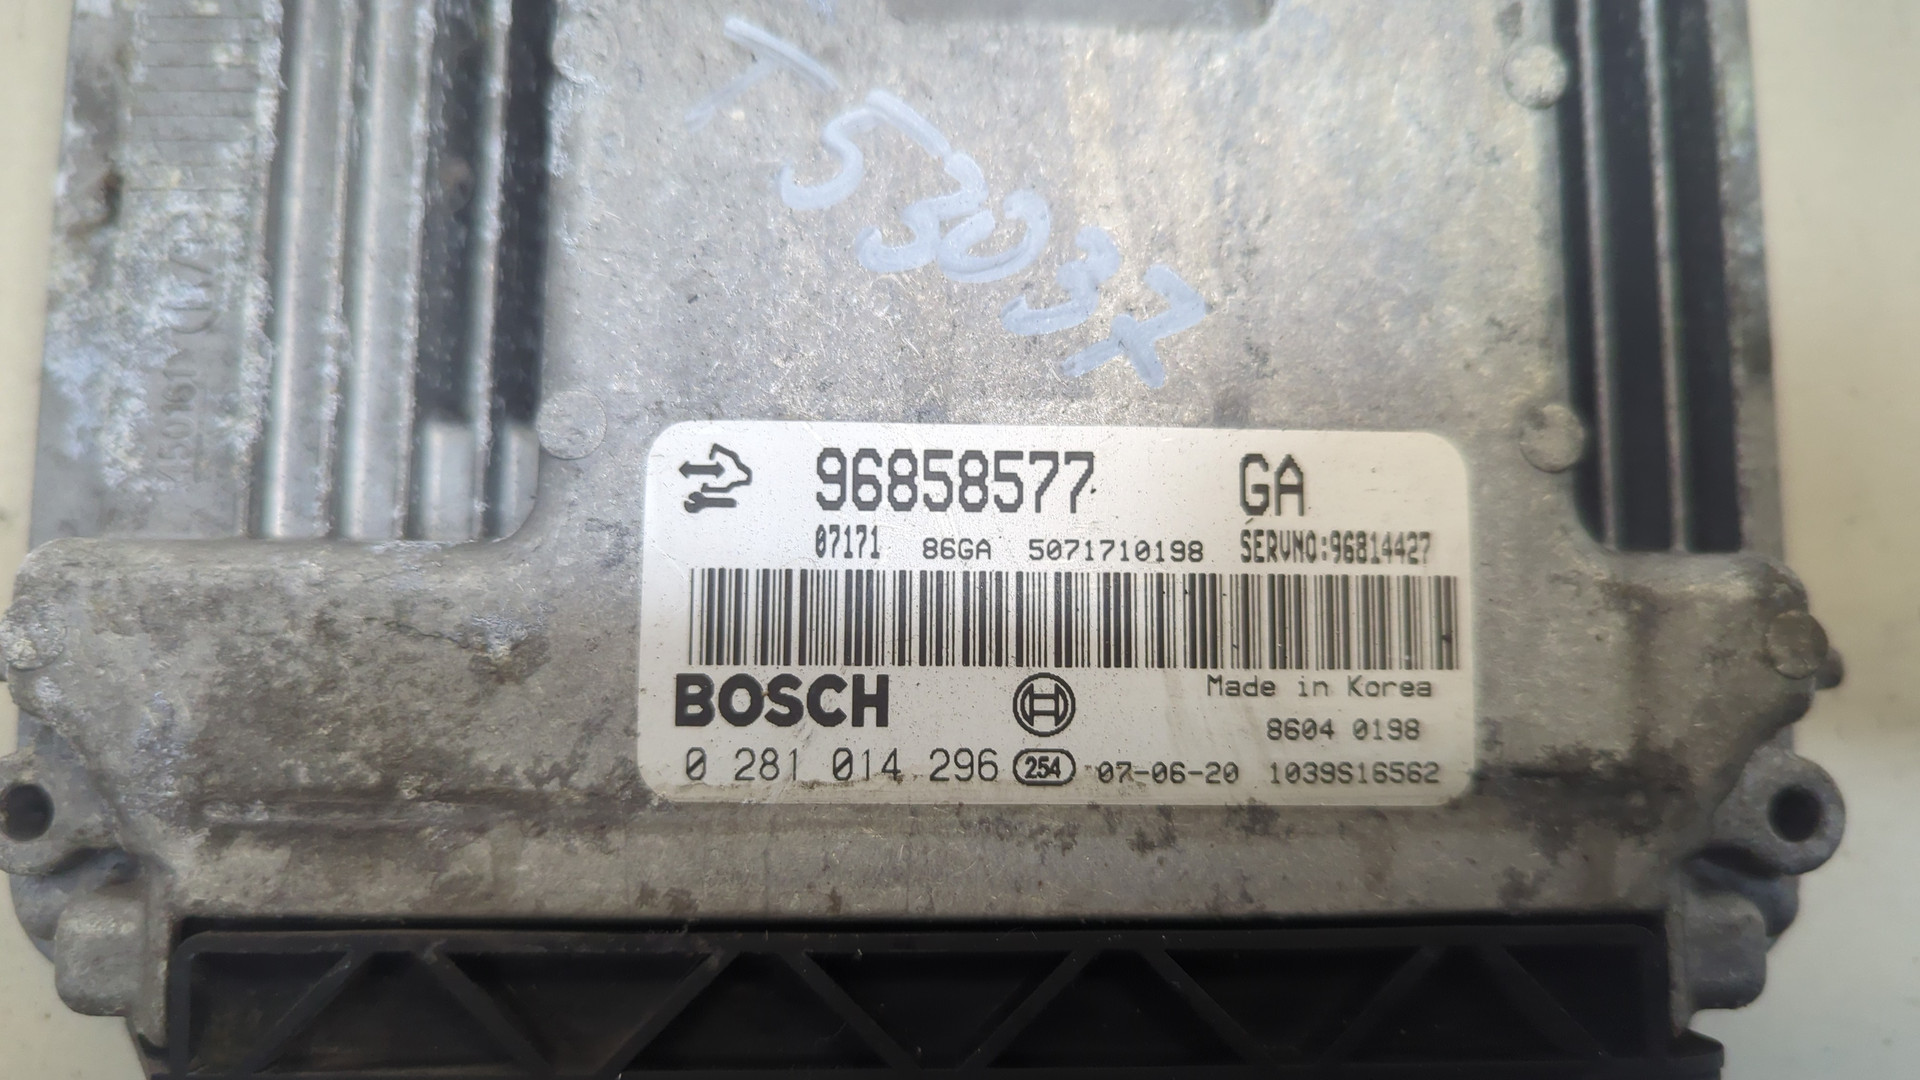 T 53037
96858577 GA
07171 86GA 5071710198 SERVNO:96814427
BOSCH
Made in Korea
8604 0198
0 281 014 296 254 07-06-20 1039S16562